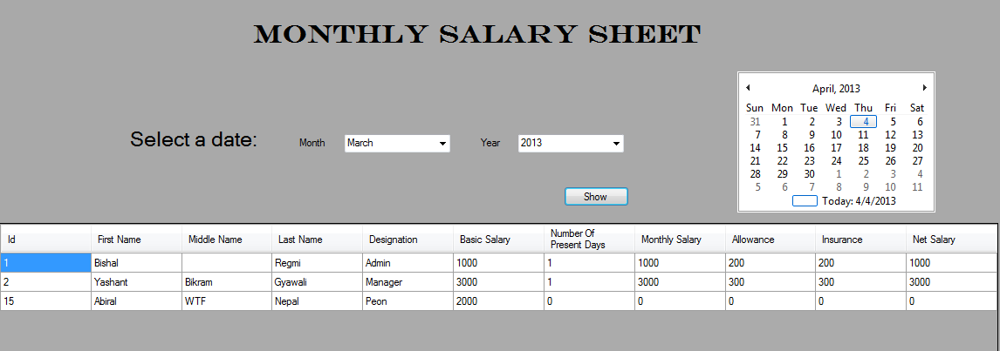 MONTHLY SALARY SHEET
April, 2013
Sun Mon Tue Wed Thu Fri Sat
31 1 2 3 4 5 6
7 8 9 10 11 12 13
14 15 16 17 18 19 20
21 22 23 24 25 26 27
28 29 30 1 2 3 4
5 6 7 8 9 10 11
Today: 4/4/2013
Select a date: Month March Year 2013
Show
Id First Name Middle Name Last Name Designation Basic Salary Number Of Present Days Monthly Salary Allowance Insurance Net Salary
1 Bishal Regmi Admin 1000 1 1000 200 200 1000
2 Yashant Bikram Gyawali Manager 3000 1 3000 300 300 3000
15 Abiral WTF Nepal Peon 2000 0 0 0 0 0